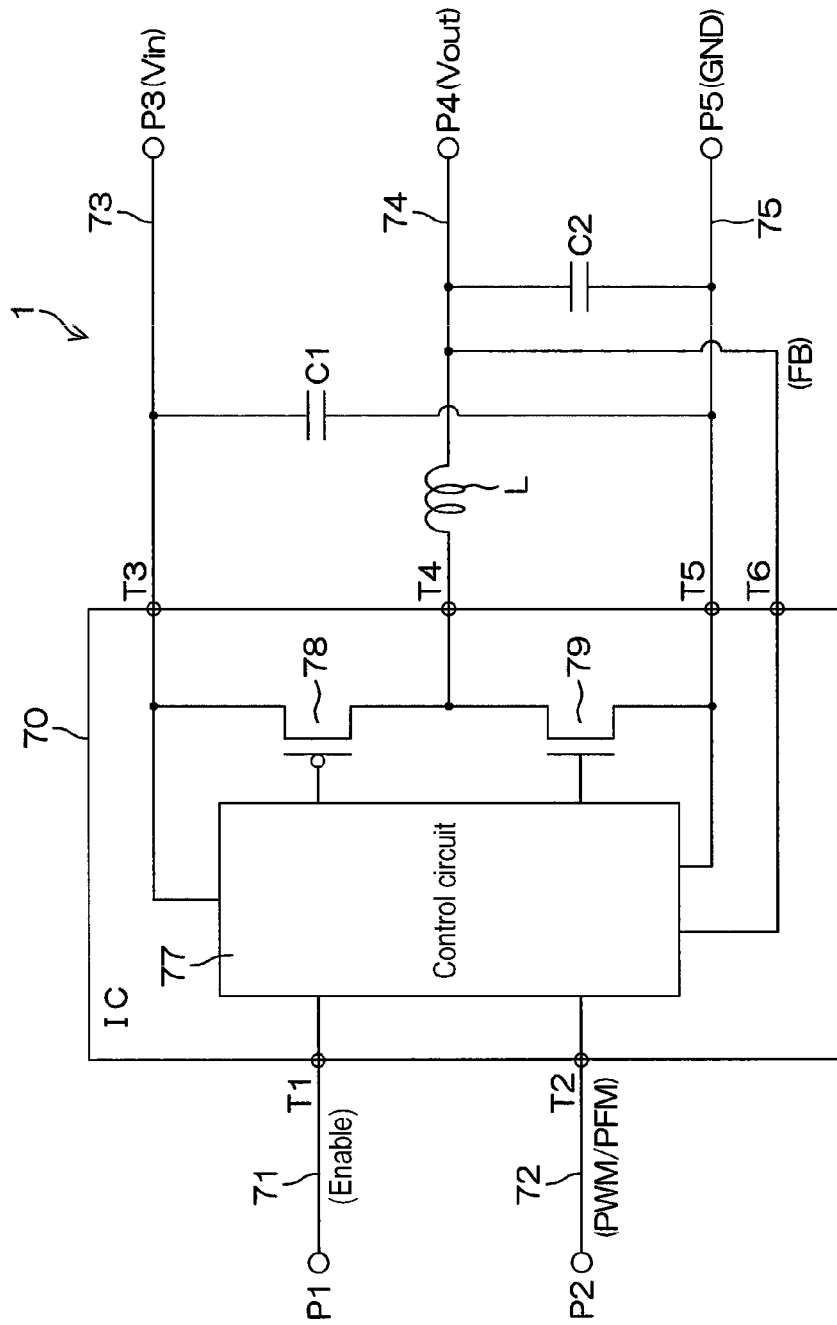 1
73
P3(Vin)
C1
74
P4(Vout)
C2
75
P5(GND)
(FB)
L
T3
T4
T5
T6
70
IC
78
79
77
Control circuit
T1
T2
71
(Enable)
72
(PWM/PFM)
P1
P2